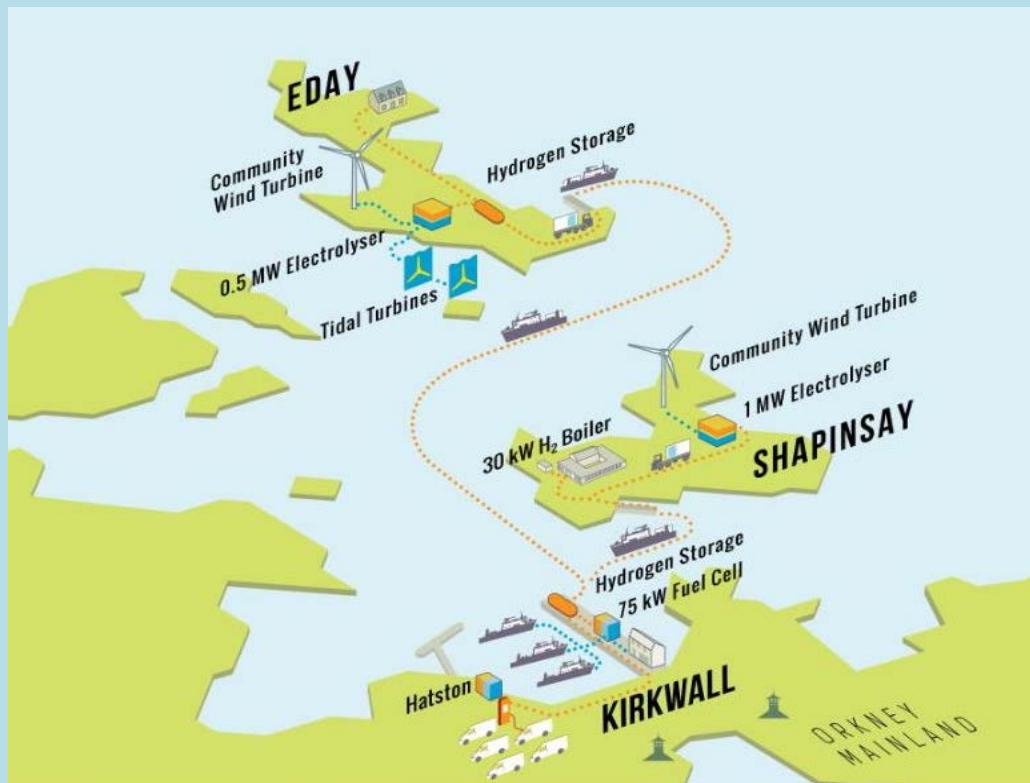 EDAY
Community
Wind Turbine
Hydrogen Storage
0.5 MW Electrolyser
Tidal Turbines
Community Wind Turbine
1 MW Electrolyser
30 kW H₂ Boiler
SHAPINSAY
Hydrogen Storage
75 kW Fuel Cell
Hatston
KIRKWALL
ORKNEY
MAINLAND